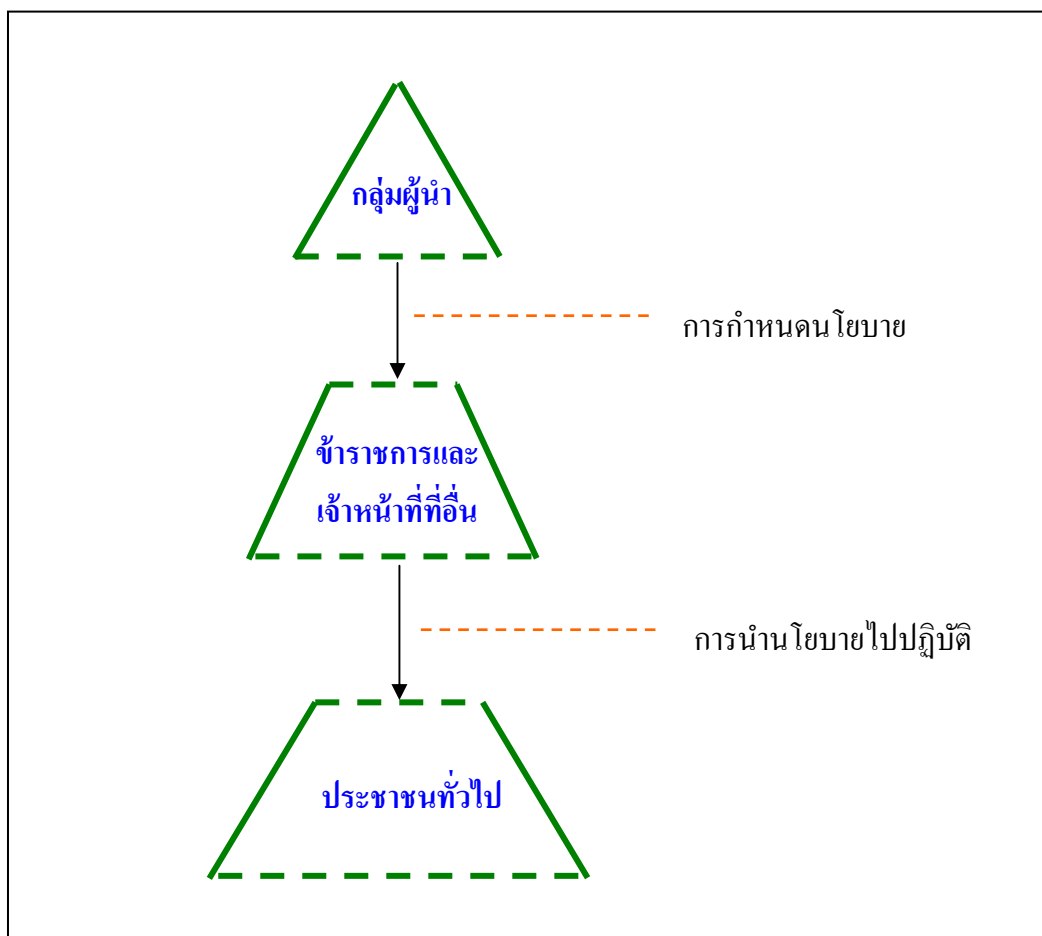 กลุ่มผู้นำ
การกำหนดนโยบาย
ข้าราชการและ
เจ้าหน้าที่ที่อื่น
การนำนโยบายไปปฏิบัติ
ประชาชนทั่วไป